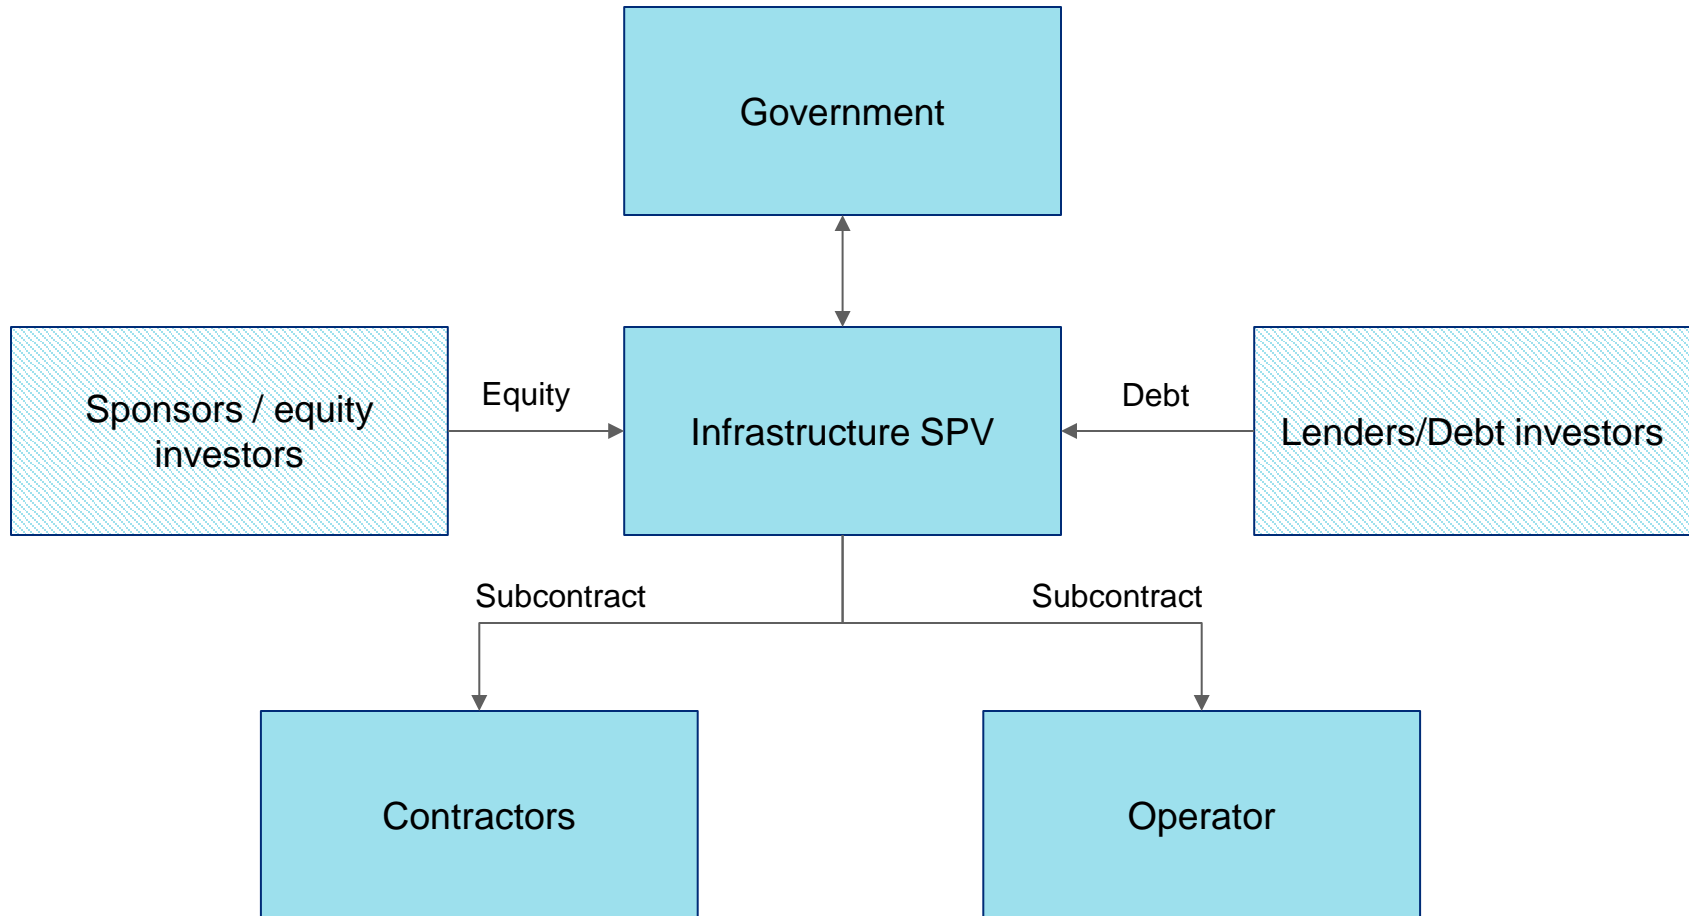 Government
Sponsors / equity
investors
Equity
Infrastructure SPV
Debt
Lenders/Debt investors
Subcontract
Subcontract
Contractors
Operator